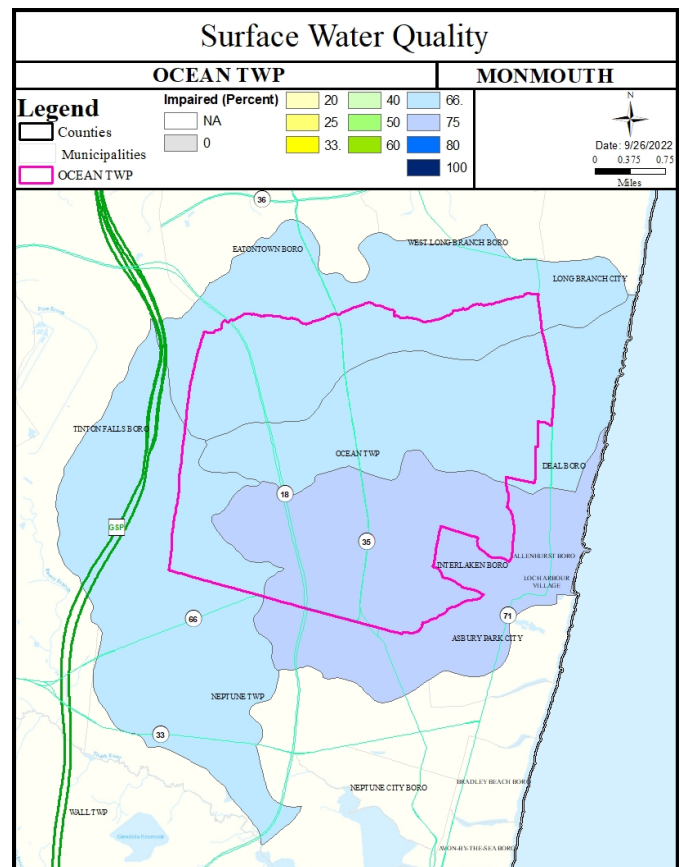 Surface Water Quality
OCEAN TWP
MONMOUTH
Legend
Counties
Municipalities
OCEAN TWP
Impaired (Percent)
NA
0
20
25
33.
40
50
60
66.
75
80
100
N
Date: 9/26/2022
0 0.375 0.75
Miles
36
EATONTOWN BORO
WEST LONG BRANCH BORO
LONG BRANCH CITY
TINTON FALLS BORO
OCEAN TWP
DEAL BORO
18
GSP
35
ALLENHURST BORO
INTERLAKEN BORO
LOCH ARBOUR
VILLAGE
66
71
ASBURY PARK CITY
NEPTUNE TWP
33
NEPTUNE CITY BORO
BRADLEY BEACH BORO
WALL TWP
AVON-BY-THE-SEA BORO